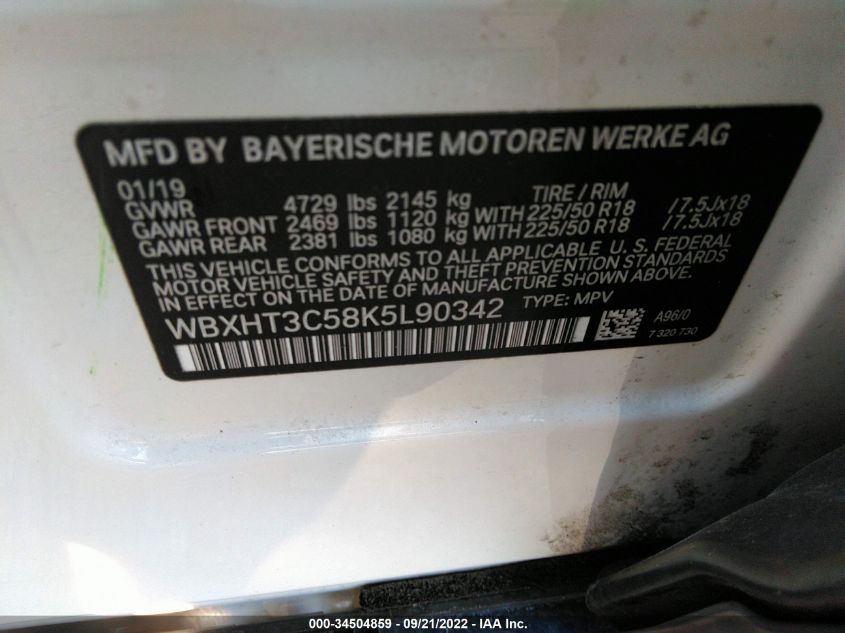 MFD BY BAYERISCHE MOTOREN WERKE AG
01/19 TIRE / RIM
GVWR 4729 lbs 2145 kg
GAWR FRONT 2469 lbs 1120 kg WITH 225/50 R18 /7.5Jx18
GAWR REAR 2381 lbs 1080 kg WITH 225/50 R18 /7.5Jx18
THIS VEHICLE CONFORMS TO ALL APPLICABLE U. S. FEDERAL
MOTOR VEHICLE SAFETY AND THEFT PREVENTION STANDARDS
IN EFFECT ON THE DATE OF MANUFACTURE SHOWN ABOVE.
WBXHT3C58K5L90342 TYPE: MPV
A96/0
7 320 730
000-34504859 - 09/21/2022 - IAA Inc.